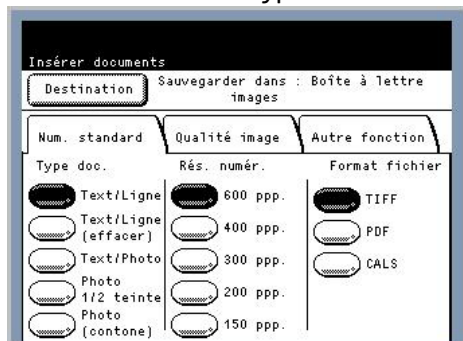 Insérer documents
Destination
Sauvegarder dans : Boîte à lettre
images
Num. standard
Qualité image
Autre fonction
Type doc.
Rés. numér.
Format fichier
Text/Ligne
Text/Ligne
(effacer)
Text/Photo
Photo
1/2 teinte
Photo
(contone)
600 ppp.
400 ppp.
300 ppp.
200 ppp.
150 ppp.
TIFF
PDF
CALS